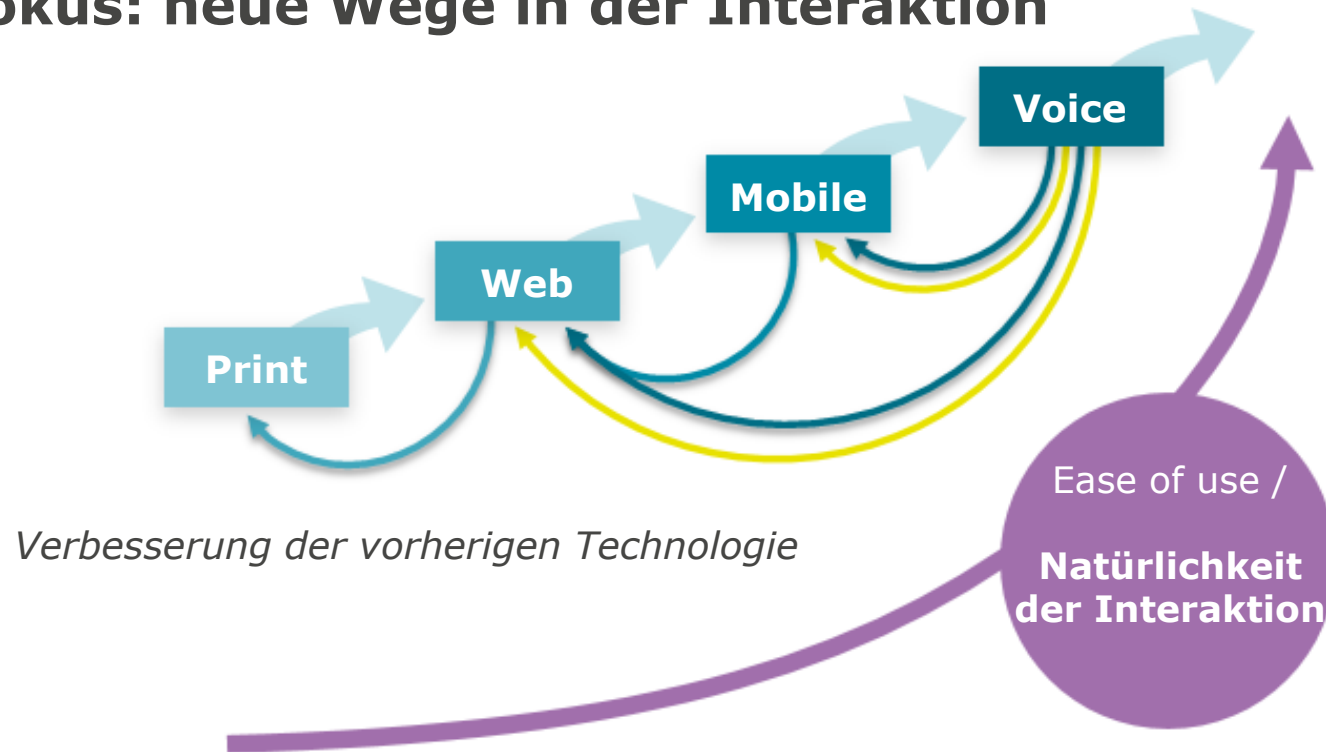 okus: neue Wege in der Interaktion
Voice
Mobile
Web
Print
Ease of use /
Verbesserung der vorherigen Technologie
Natürlichkeit
der Interaktion